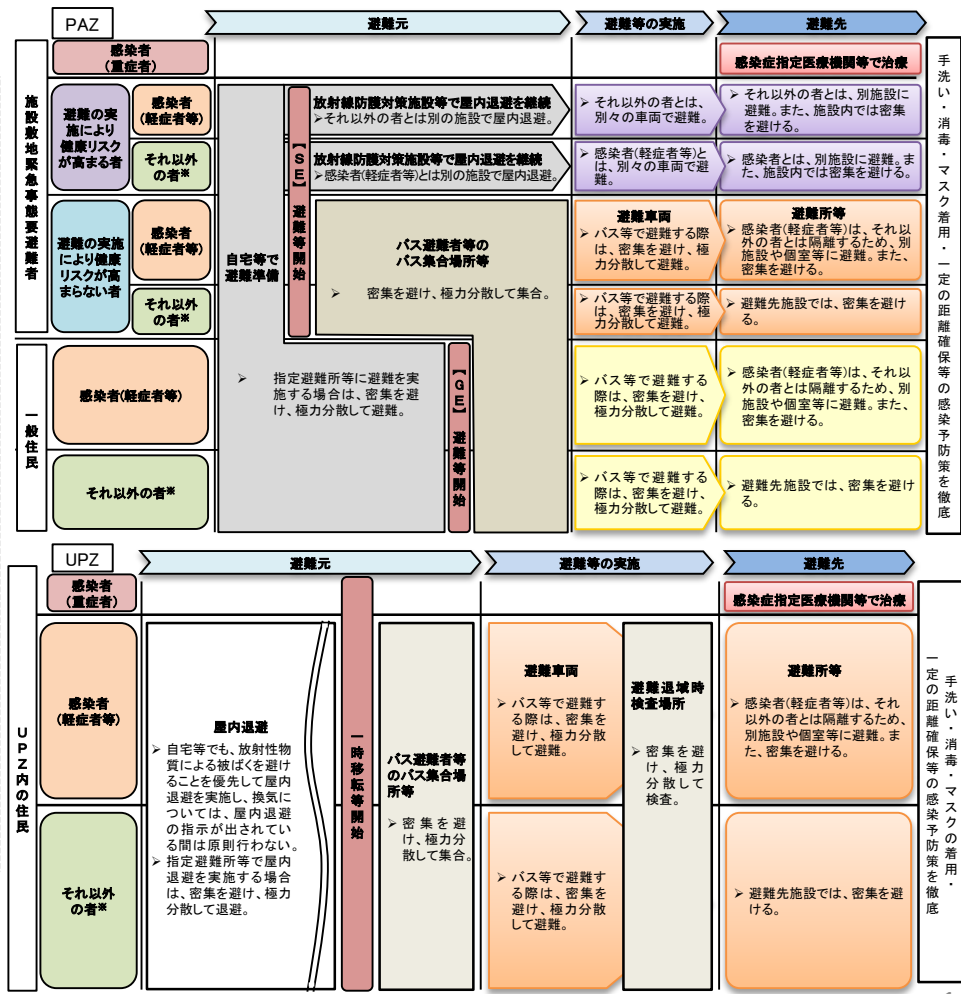 PAZ
避難元
避難等の実施
避難先
感染者
(重症者)
感染症指定医療機関等で治療
施設敷地緊急事態要避難者
避難の実
施により
健康リスク
が高まる者
感染者
(軽症者等)
放射線防護対策施設等で屋内退避を継続
➢それ以外の者とは別の施設で屋内退避。
➢ それ以外の者とは、
別々の車両で避難。
➢ それ以外の者とは、別施設に
避難。また、施設内では密集
を避ける。
それ以外
の者※
放射線防護対策施設等で屋内退避を継続
➢感染者(軽症者等)とは別の施設で屋内退避。
➢ 感染者(軽症者等)と
は、別々の車両で避
難。
➢ 感染者とは、別施設に避難。ま
た、施設内では密集を避ける。
【SE】避難等開始
避難の実施
により健康
リスクが高
まらない者
感染者
(軽症者等)
自宅等で
避難準備
バス避難者等の
バス集合場所等
➢ 密集を避け、極力分散して集合。
避難車両
➢ バス等で避難する際
は、密集を避け、極
力分散して避難。
避難所等
➢ 感染者(軽症者等)は、それ以
外の者とは隔離するため、別
施設や個室等に避難。また、
密集を避ける。
それ以外
の者※
➢ バス等で避難する際
は、密集を避け、極
力分散して避難。
➢ 避難先施設では、密集を避け
る。
一般住民
感染者(軽症者等)
➢ 指定避難所等に避難を実
施する場合は、密集を避
け、極力分散して避難。
【GE】避難等開始
➢ バス等で避難する
際は、密集を避け、
極力分散して避難。
➢ 感染者(軽症者等)は、それ以
外の者とは隔離するため、別
施設や個室等に避難。また、
密集を避ける。
それ以外の者※
➢ バス等で避難する
際は、密集を避け、
極力分散して避難。
➢ 避難先施設では、密集を避け
る。
手洗い・消毒・マスク着用・一定の距離確保等の感染予防策を徹底
UPZ
避難元
避難等の実施
避難先
感染者
(重症者)
感染症指定医療機関等で治療
UPZ内の住民
感染者
(軽症者等)
それ以外
の者※
屋内退避
➢ 自宅等でも、放射性物
質による被ばくを避け
ることを優先して屋内
退避を実施し、換気に
ついては、屋内退避
の指示が出されてい
る間は原則行わない。
➢ 指定避難所等で屋内
退避を実施する場合
は、密集を避け、極力
分散して退避。
一時移転等開始
バス避難者等
のバス集合場
所等
➢ 密集を避
け、極力分
散して集合。
避難車両
➢ バス等で避難す
る際は、密集を
避け、極力分散
して避難。
➢ バス等で避難す
る際は、密集を
避け、極力分散
して避難。
避難退域時
検査場所
➢ 密集を避
け、極力
分散して
検査。
避難所等
➢ 感染者(軽症者等)は、それ
以外の者とは隔離するため、
別施設や個室等に避難。ま
た、密集を避ける。
➢ 避難先施設では、密集を避
ける。
手洗い・消毒・マスクの着用・
一定の距離確保等の感染予防策を徹底